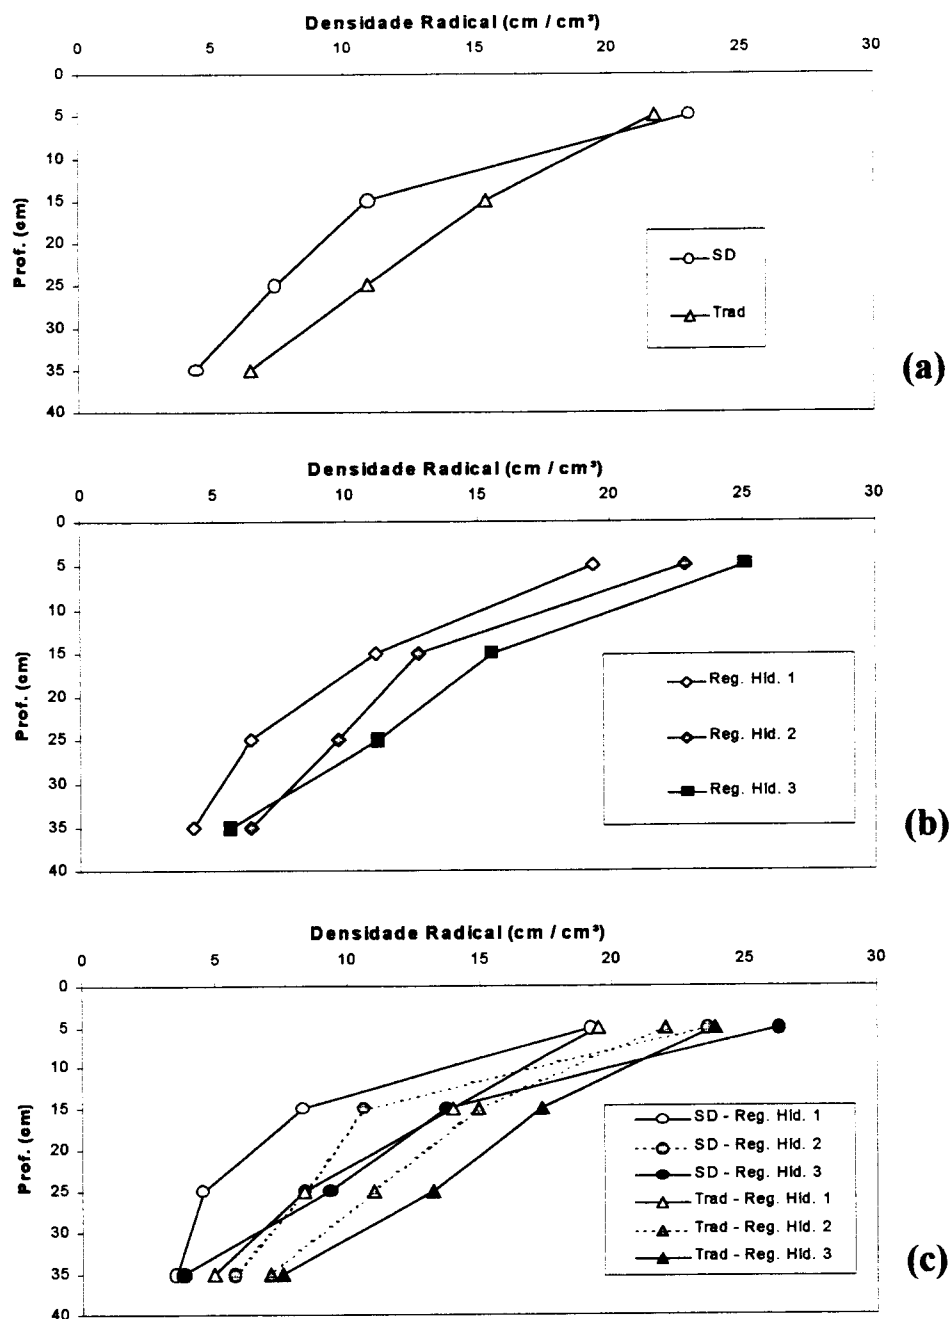 Densidade Radical (cm / cm³)
0 5 10 15 20 25 30
0
5
10
15
20
25
30
35
40
Prof. (cm)
SD
Trad
(a)
Densidade Radical (cm / cm³)
0 5 10 15 20 25 30
0
5
10
15
20
25
30
35
40
Prof. (cm)
Reg. Hid. 1
Reg. Hid. 2
Reg. Hid. 3
(b)
Densidade Radical (cm / cm³)
0 5 10 15 20 25 30
0
5
10
15
20
25
30
35
40
Prof. (cm)
SD - Reg. Hid. 1
SD - Reg. Hid. 2
SD - Reg. Hid. 3
Trad - Reg. Hid. 1
Trad - Reg. Hid. 2
Trad - Reg. Hid. 3
(c)